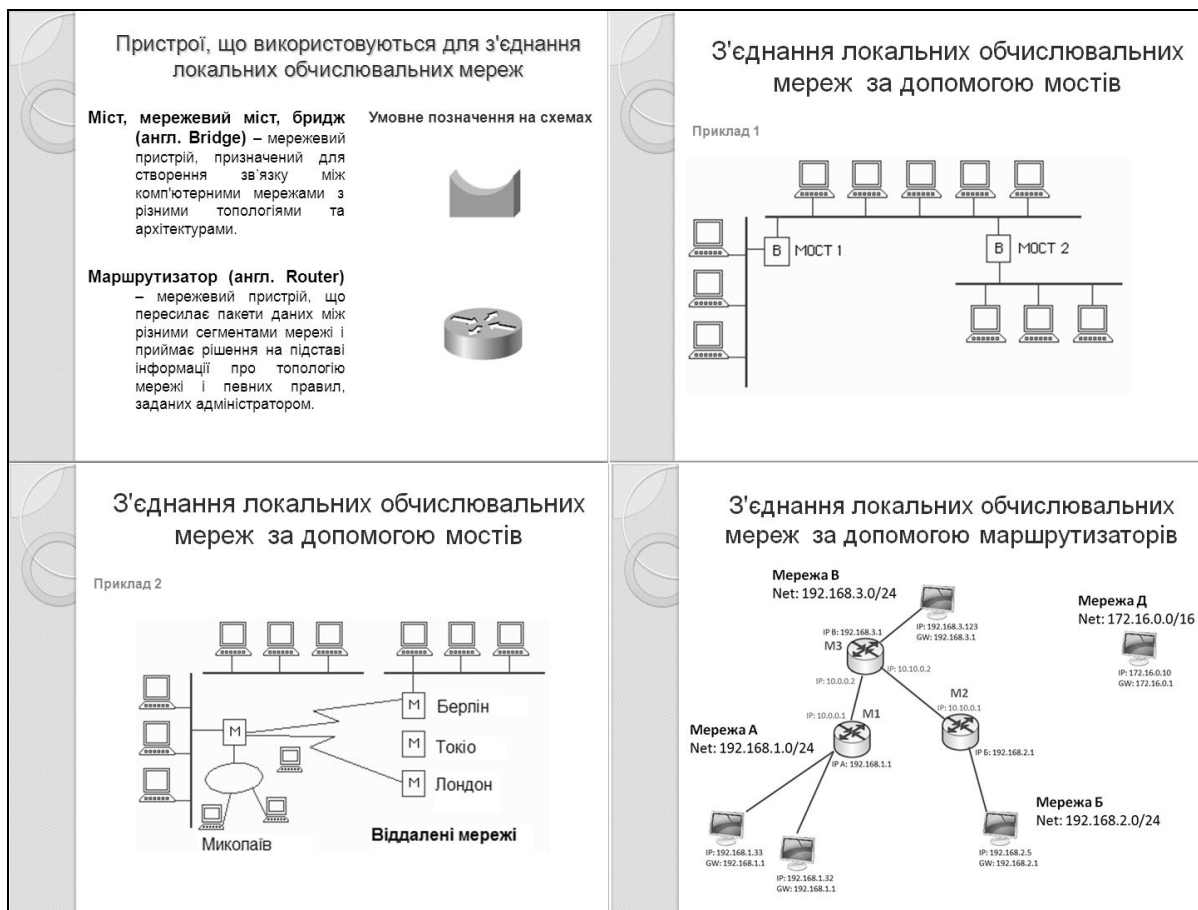 Пристрої, що використовуються для з'єднання
локальних обчислювальних мереж
Міст, мережевий міст, бридж
(англ. Bridge) – мережевий
пристрій, призначений для
створення зв’язку між
комп'ютерними мережами з
різними топологіями та
архітектурами.
Умовне позначення на схемах
Маршрутизатор (англ. Router)
– мережевий пристрій, що
пересилає пакети даних між
різними сегментами мережі і
приймає рішення на підставі
інформації про топологію
мережі і певних правил,
заданих адміністратором.
З'єднання локальних обчислювальних
мереж за допомогою мостів
Приклад 1
В МОСТ 1
В МОСТ 2
З'єднання локальних обчислювальних
мереж за допомогою мостів
Приклад 2
М
М Берлін
М Токіо
М Лондон
Миколаїв
Віддалені мережі
З'єднання локальних обчислювальних
мереж за допомогою маршрутизаторів
Мережа В
Net: 192.168.3.0/24
IP: 192.168.3.123
GW: 192.168.3.1
Мережа Д
Net: 172.16.0.0/16
IP: 172.16.0.10
GW: 172.16.0.1
IP В: 192.168.3.1
М3
IP: 10.10.0.2
IP: 10.0.0.2
М2
IP: 10.10.0.1
IP: 10.0.0.1
М1
Мережа А
Net: 192.168.1.0/24
IP А: 192.168.1.1
IP Б: 192.168.2.1
Мережа Б
Net: 192.168.2.0/24
IP: 192.168.1.33
GW: 192.168.1.1
IP: 192.168.1.32
GW: 192.168.1.1
IP: 192.168.2.5
GW: 192.168.2.1